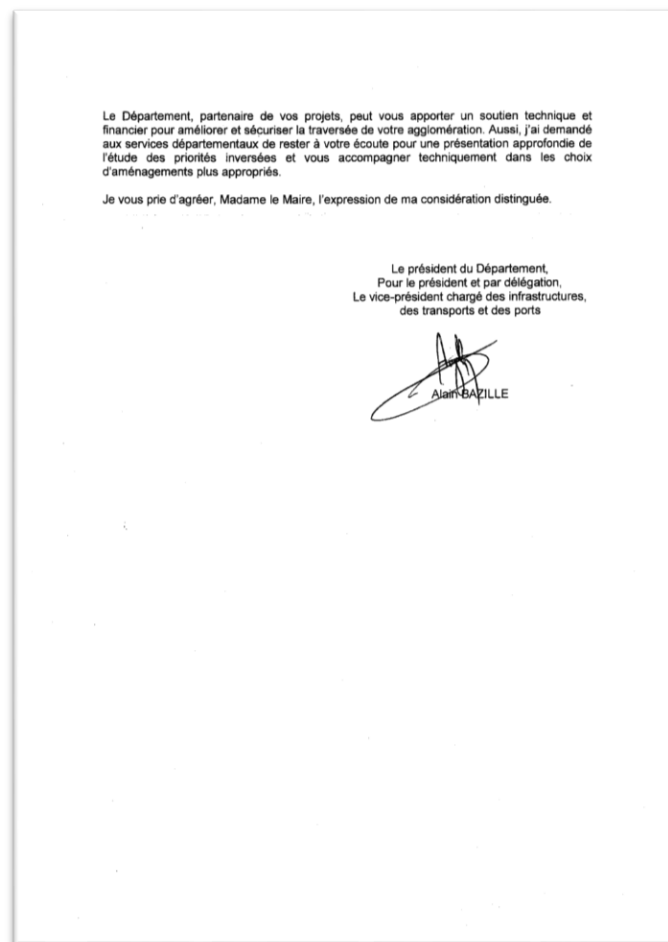 Le Département, partenaire de vos projets, peut vous apporter un soutien technique et
financier pour améliorer et sécuriser la traversée de votre agglomération. Aussi, j'ai demandé
aux services départementaux de rester à votre écoute pour une présentation approfondie de
l'étude des priorités inversées et vous accompagner techniquement dans les choix
d'aménagements plus appropriés.
Je vous prie d'agréer, Madame le Maire, l'expression de ma considération distinguée.
Le président du Département,
Pour le président et par délégation,
Le vice-président chargé des infrastructures,
des transports et des ports
Alain BAZILLE